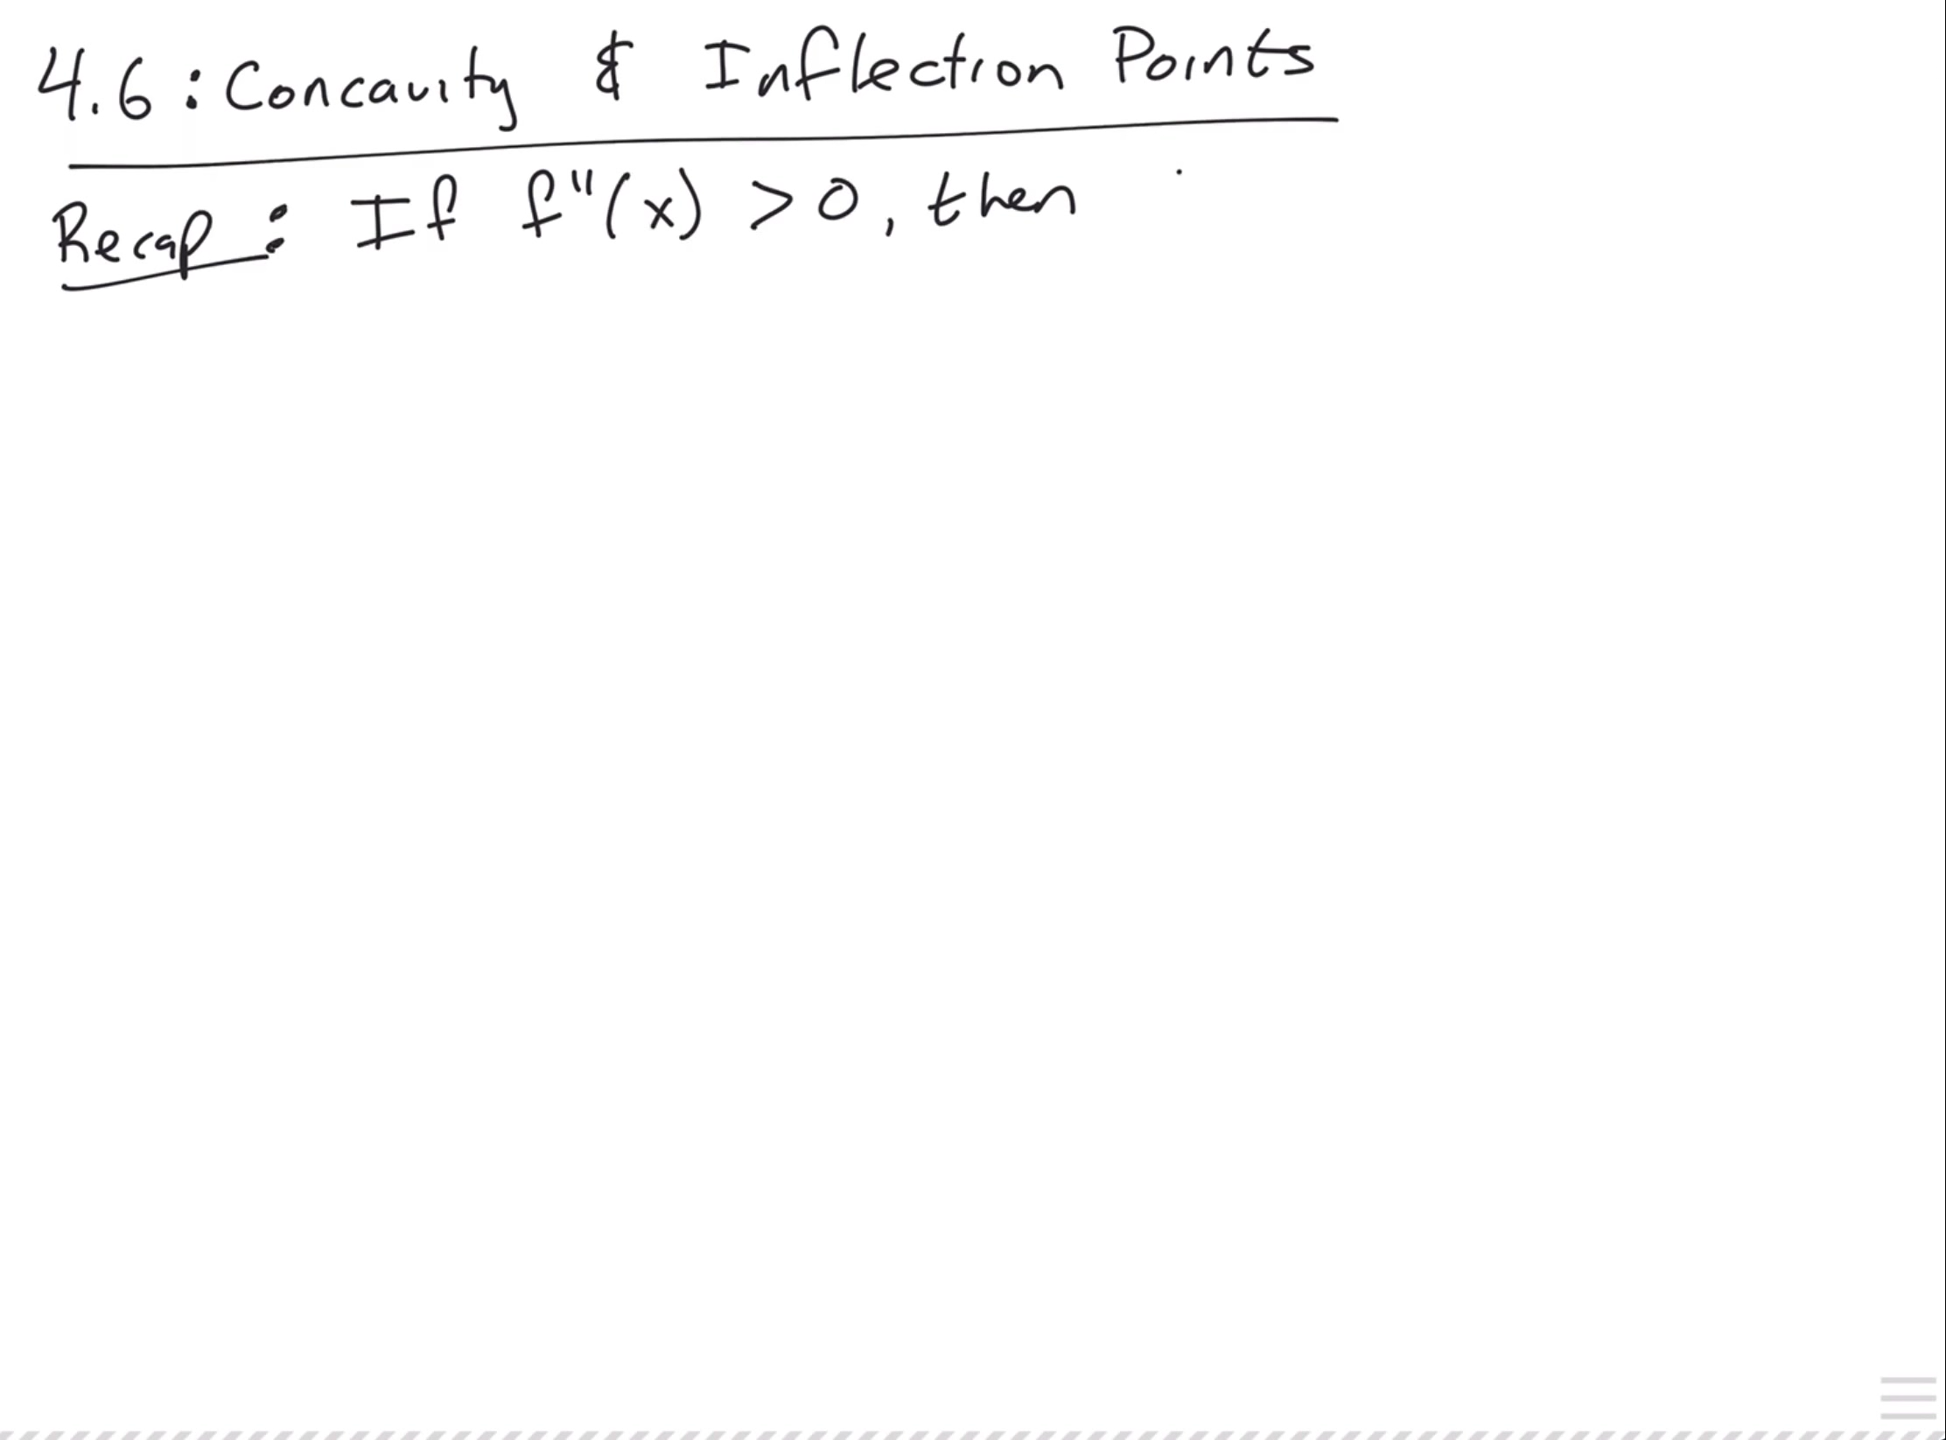 4.6: Concavity & Inflection Points
Recap: If f"(x) >0, then